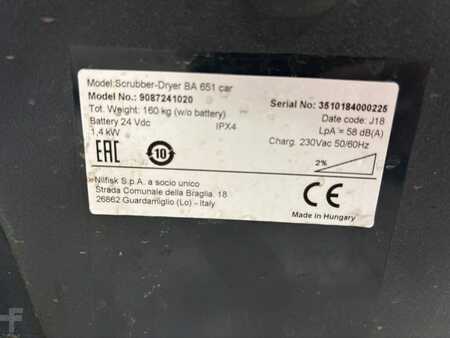 Model:Scrubber-Dryer BA 651 car
Model No.: 9087241020
Serial No: 3510184000225
Tot. Weight: 160 kg (w/o battery)
Date code: J18
Battery 24 Vdc
IPX4
LpA = 58 dB(A)
1,4 kW
Charg. 230Vac 50/60Hz
EAC
10
2%
CE
Nilfisk S.p.A. a socio unico
Strada Comunale della Braglia, 18
26862 Guardamiglio (Lo) - Italy
Made in Hungary